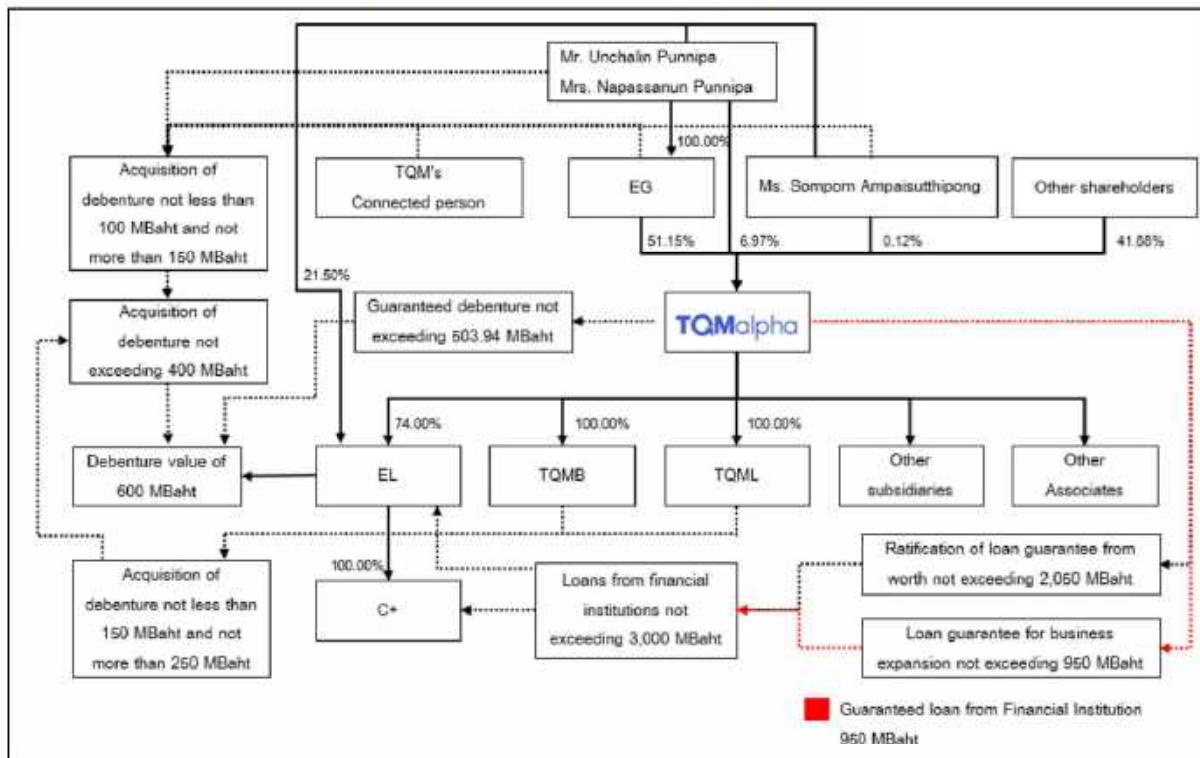 Mr. Unchalin Punnipa
Mrs. Napassanun Punnipa
100.00%
Acquisition of
debenture not less than
100 MBaht and not
more than 150 MBaht
TQM's
Connected person
EG
Ms. Somporn Ampaisutthipong
Other shareholders
51.15%
6.97%
0.12%
41.88%
21.50%
Acquisition of
debenture not
exceeding 400 MBaht
Guaranteed debenture not
exceeding 503.94 MBaht
TQMalpha
74.00%
100.00%
100.00%
Debenture value of
600 MBaht
EL
TQMB
TQML
Other
subsidiaries
Other
Associates
Acquisition of
debenture not less than
150 MBaht and not
more than 250 MBaht
100.00%
C+
Loans from financial
institutions not
exceeding 3,000 MBaht
Ratification of loan guarantee from
worth not exceeding 2,050 MBaht
Loan guarantee for business
expansion not exceeding 950 MBaht
Guaranteed loan from Financial Institution
950 MBaht